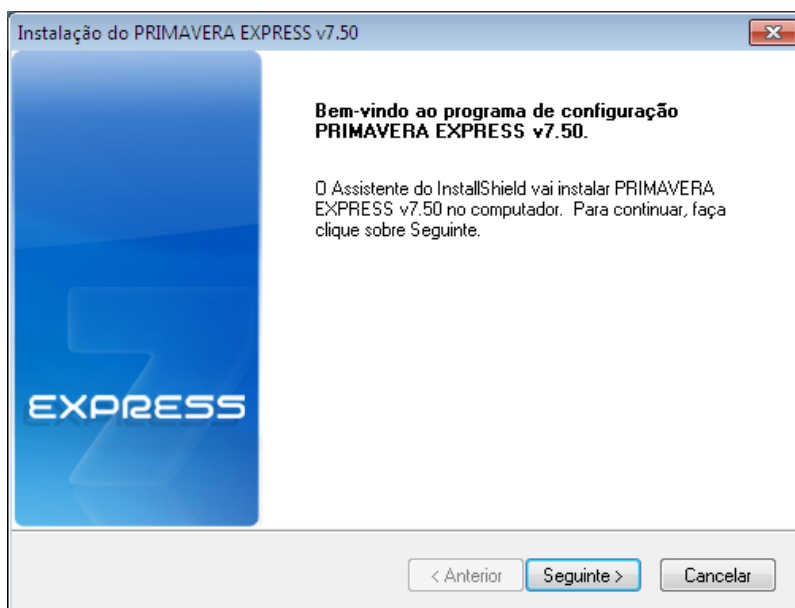 Instalação do PRIMAVERA EXPRESS v7.50
Bem-vindo ao programa de configuração
PRIMAVERA EXPRESS v7.50.
O Assistente do InstallShield vai instalar PRIMAVERA
EXPRESS v7.50 no computador. Para continuar, faça
clique sobre Seguinte.
7
EXPRESS
< Anterior
Seguinte >
Cancelar